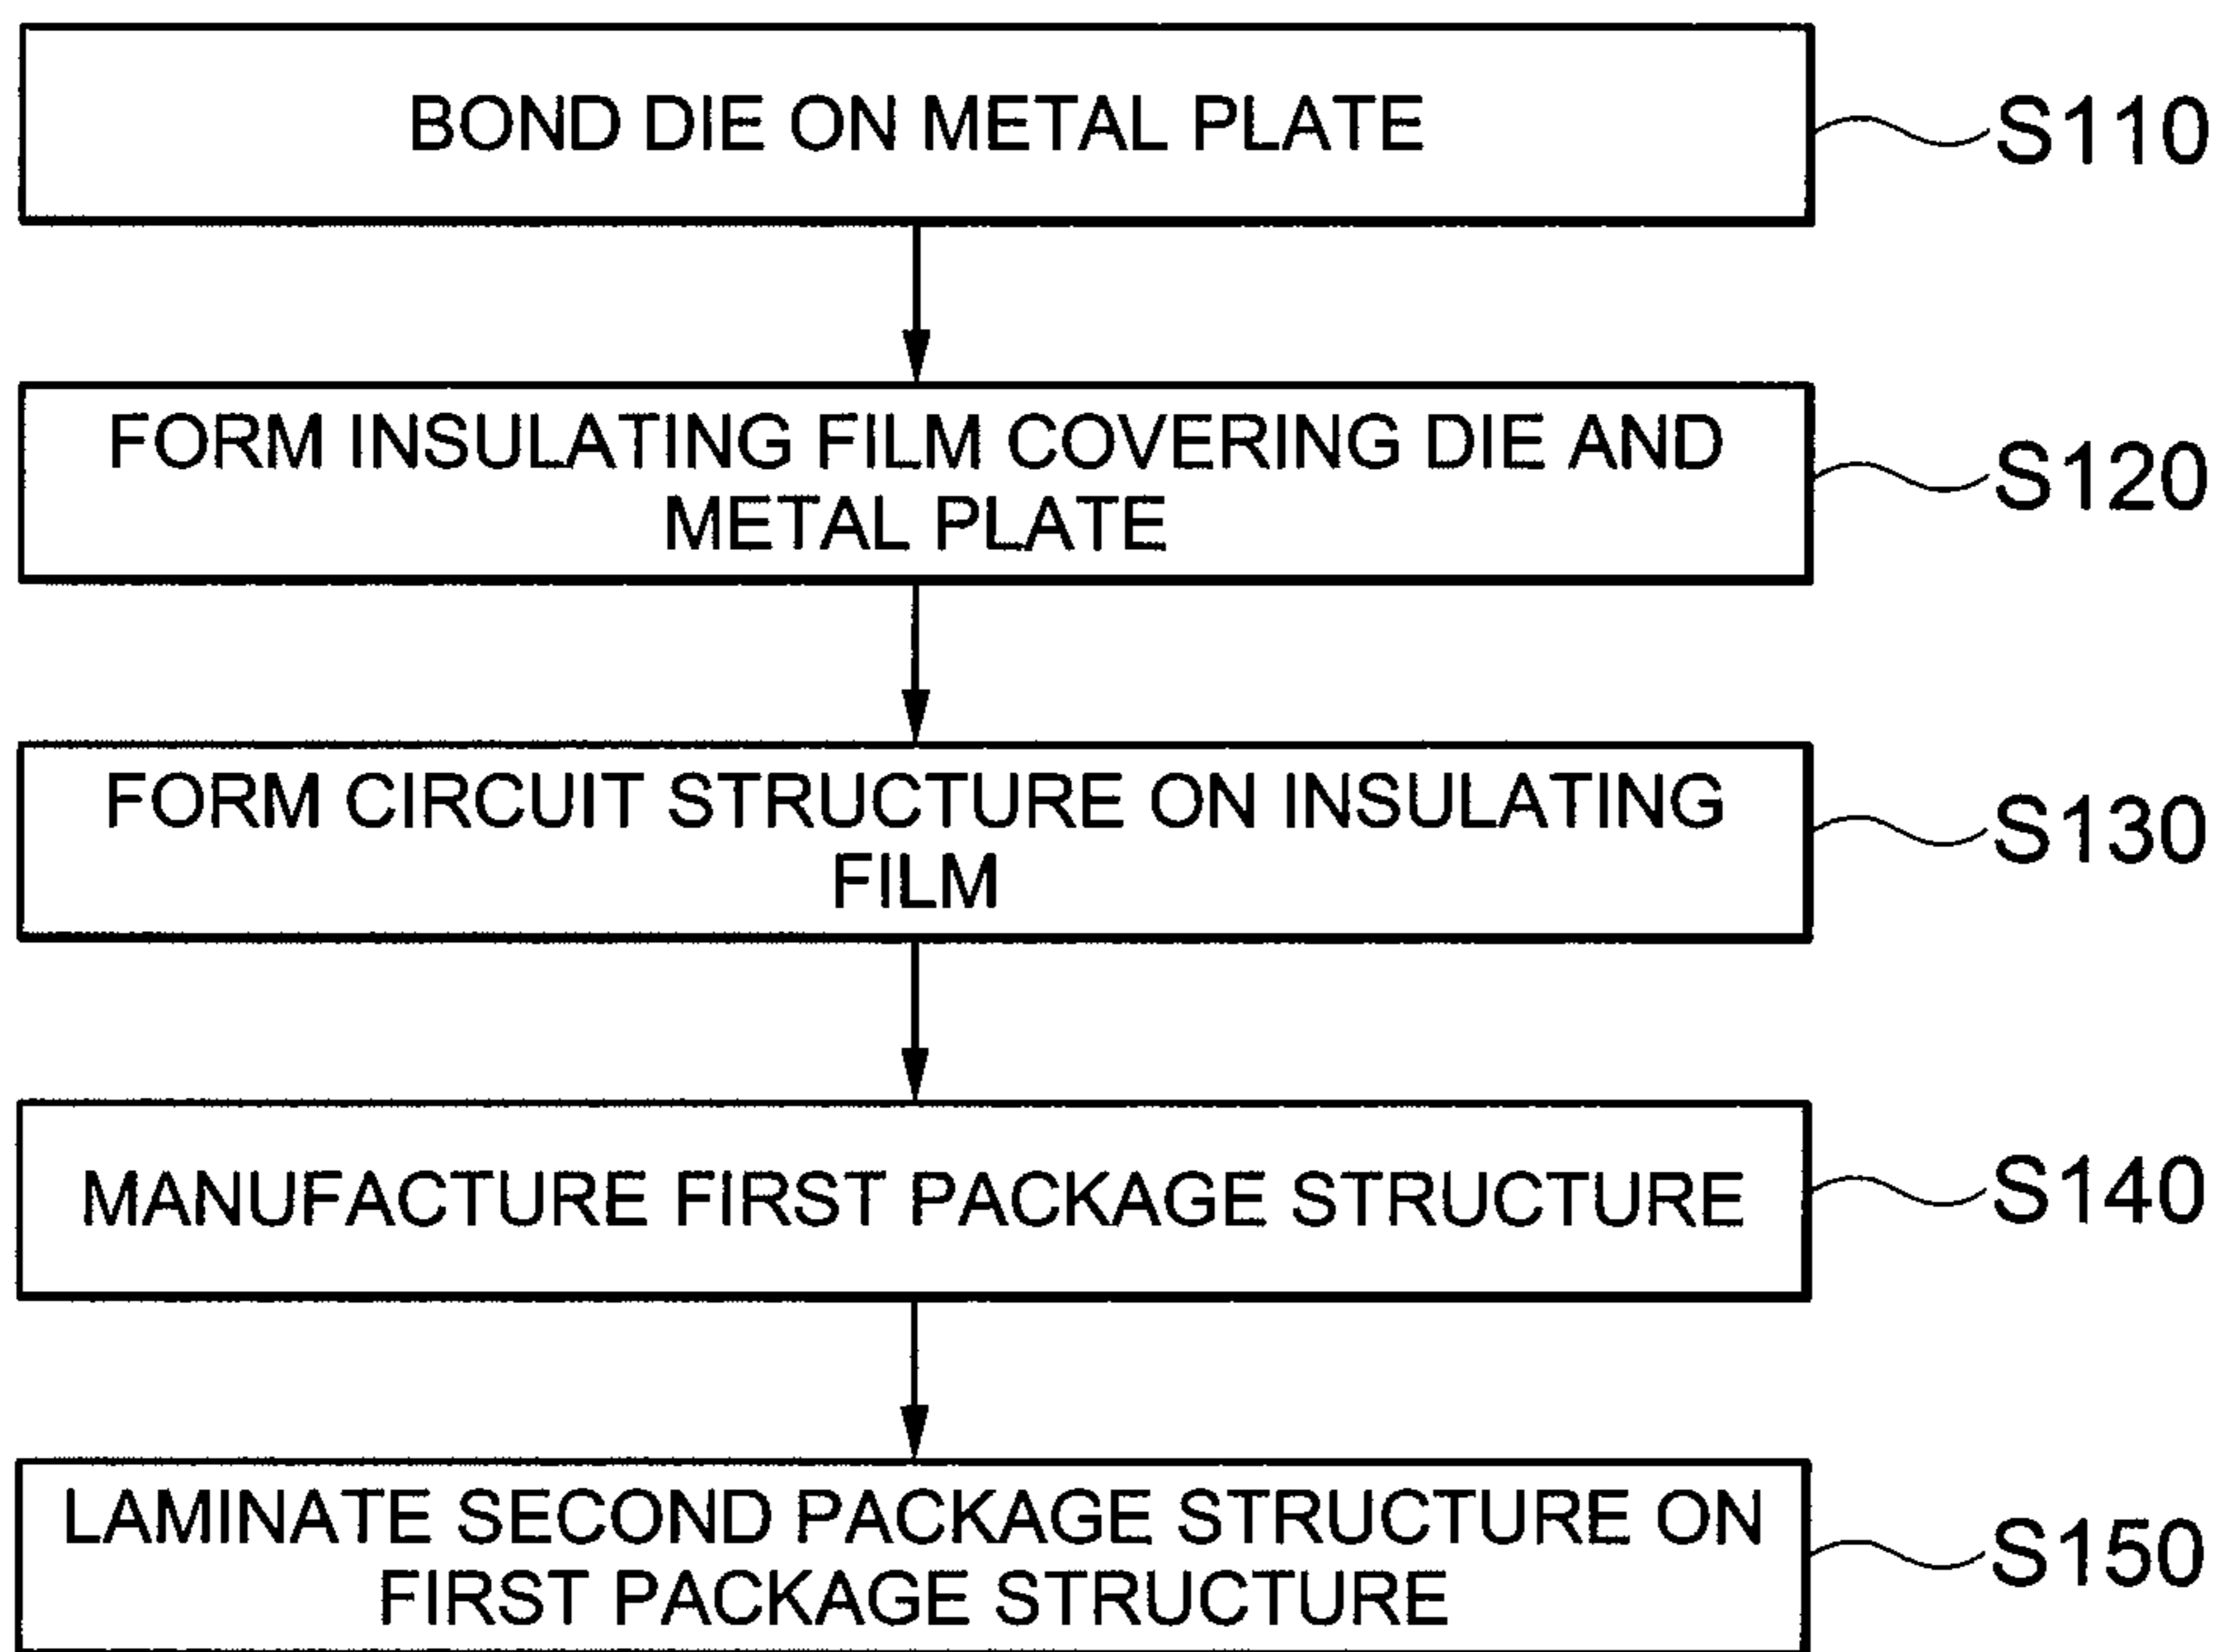 BOND DIE ON METAL PLATE
S110
FORM INSULATING FILM COVERING DIE AND
METAL PLATE
S120
FORM CIRCUIT STRUCTURE ON INSULATING
FILM
S130
MANUFACTURE FIRST PACKAGE STRUCTURE
S140
LAMINATE SECOND PACKAGE STRUCTURE ON
FIRST PACKAGE STRUCTURE
S150